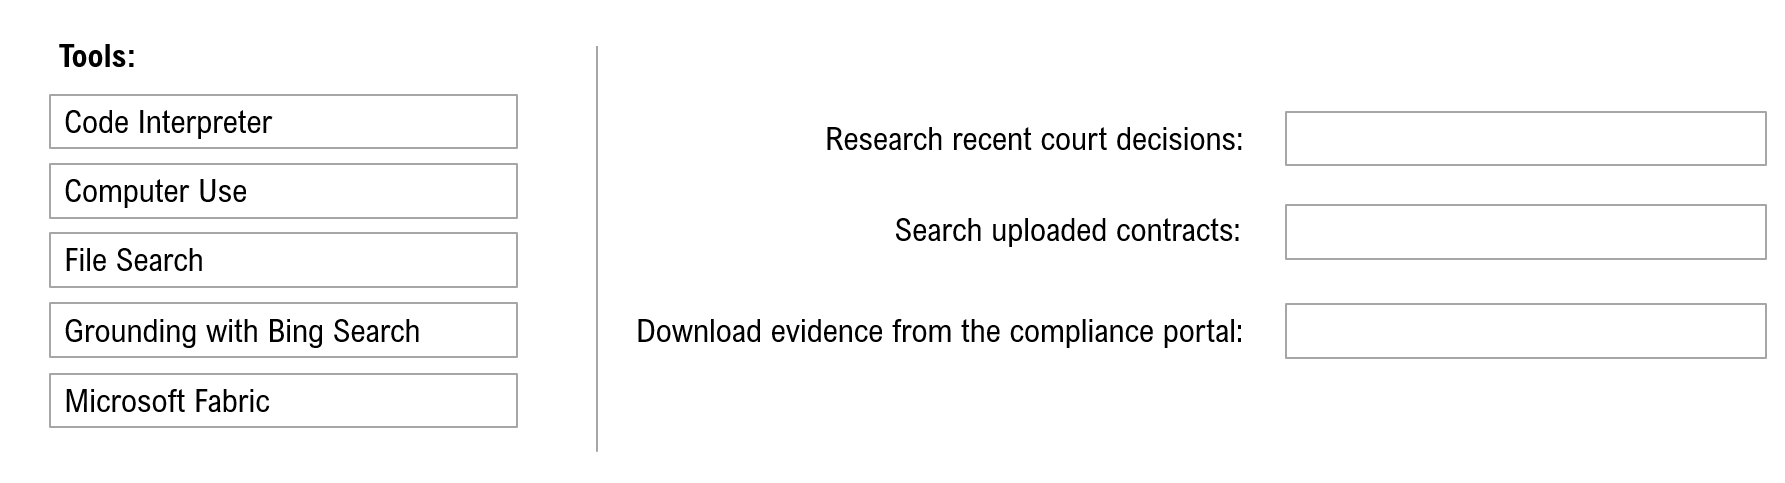 Tools:
Code Interpreter
Computer Use
File Search
Grounding with Bing Search
Microsoft Fabric
Research recent court decisions:
Search uploaded contracts:
Download evidence from the compliance portal: